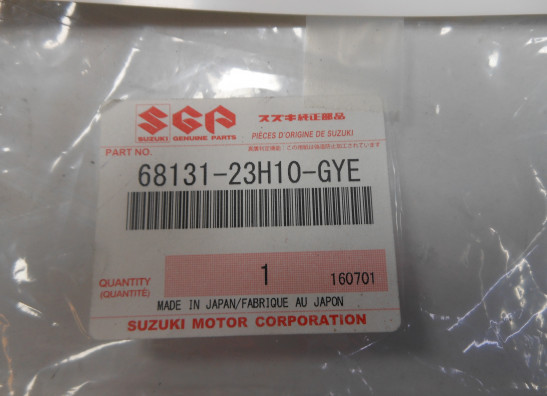 SGP
スズキ純正部品
SUZUKI GENUINE PARTS
PIÈCES D'ORIGINE DE SUZUKI
PART NO.
68131-23H10-GYE
QUANTITY
(QUANTITÉ)
1
160701
MADE IN JAPAN/FABRIQUE AU JAPON
SUZUKI MOTOR CORPORATION